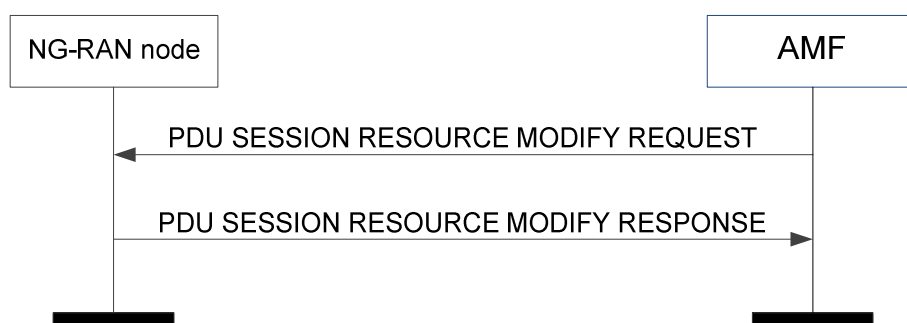 NG-RAN node
AMF
PDU SESSION RESOURCE MODIFY REQUEST
PDU SESSION RESOURCE MODIFY RESPONSE